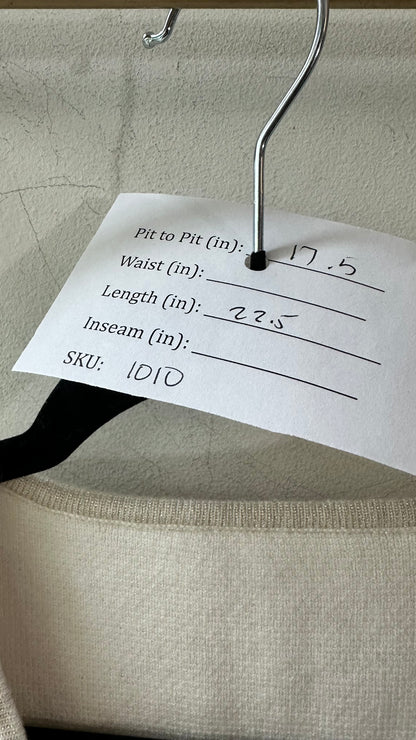 Pit to Pit (in): 17.5
Waist (in):
Length (in): 22.5
Inseam (in):
SKU: 1010